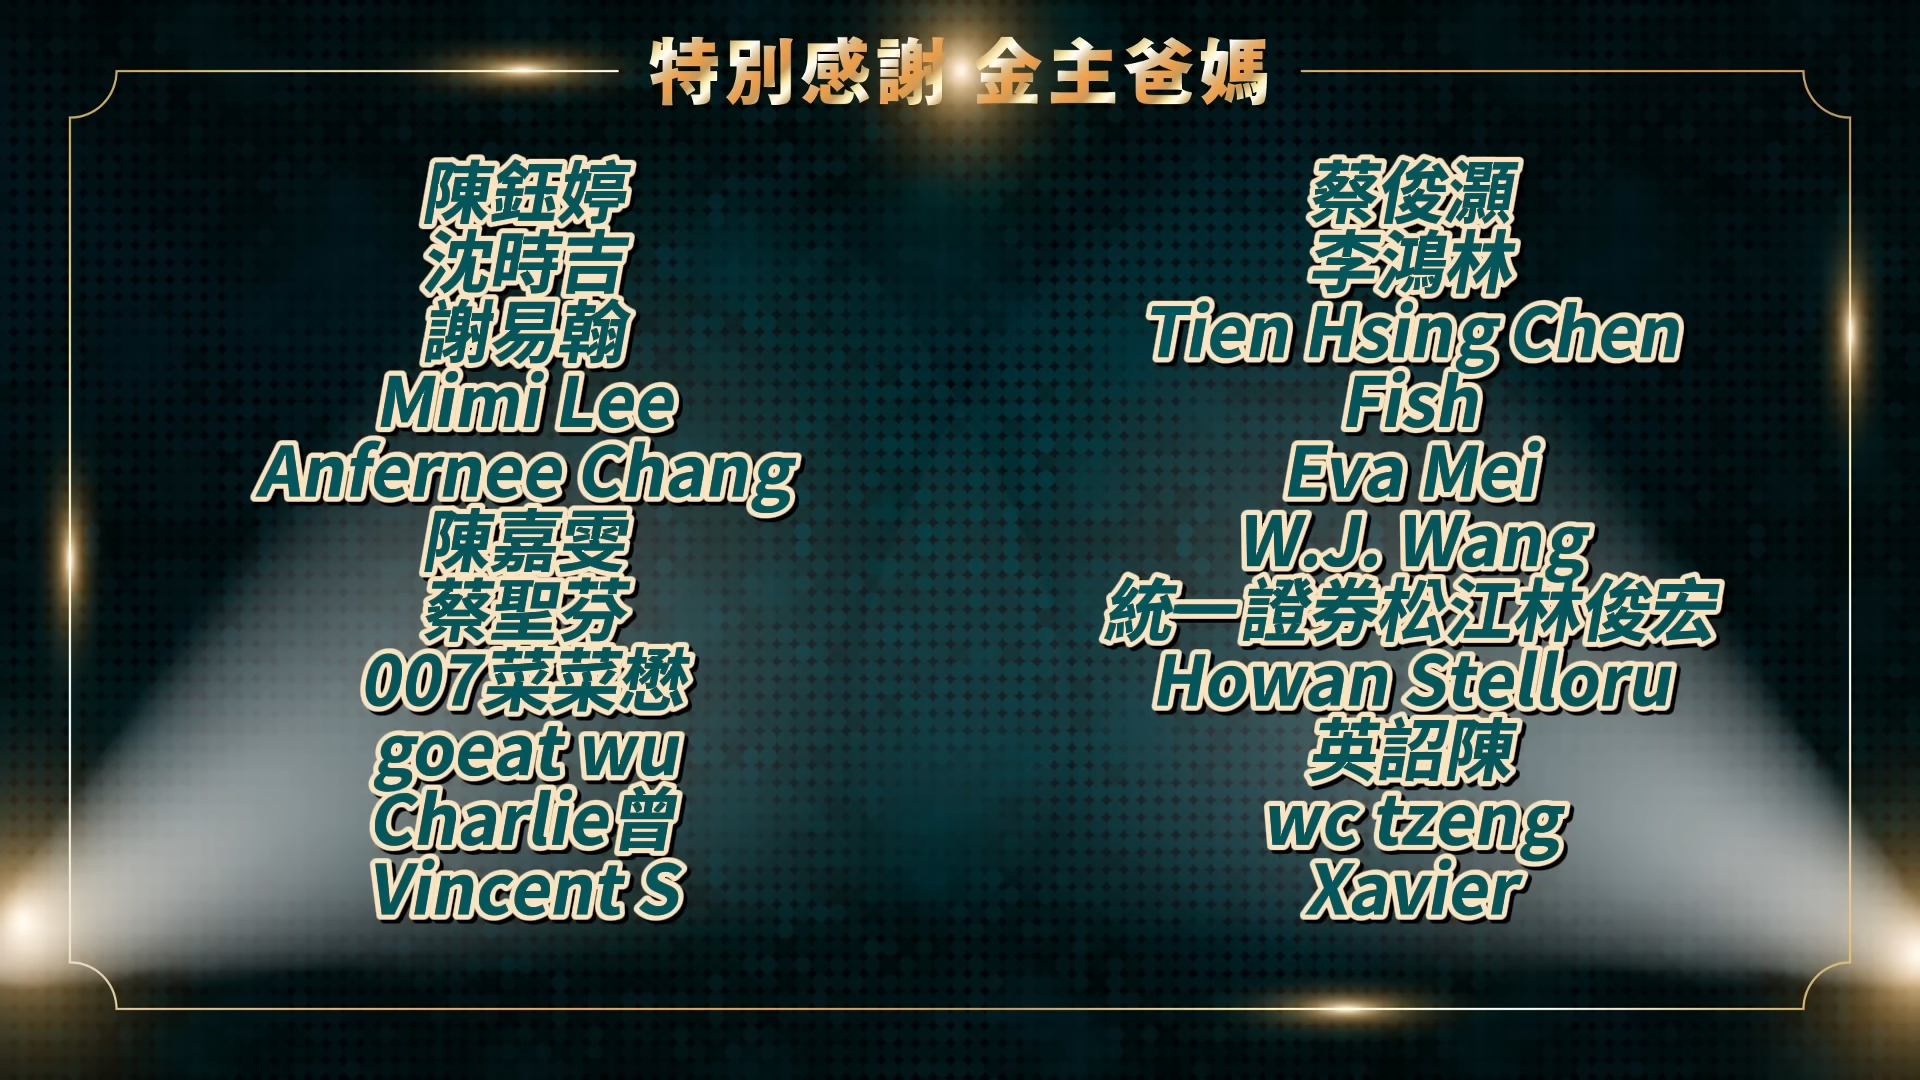 特別感謝 金主爸媽
陳鈺婷
沈時吉
謝易翰
Mimi Lee
Anfernee Chang
陳嘉雯
蔡聖芬
007菜菜懋
goeat wu
Charlie曾
Vincent S
蔡俊灝
李鴻林
Tien Hsing Chen
Fish
Eva Mei
W.J. Wang
統一證券松江林俊宏
Howan Stelloru
英詔陳
wc tzeng
Xavier